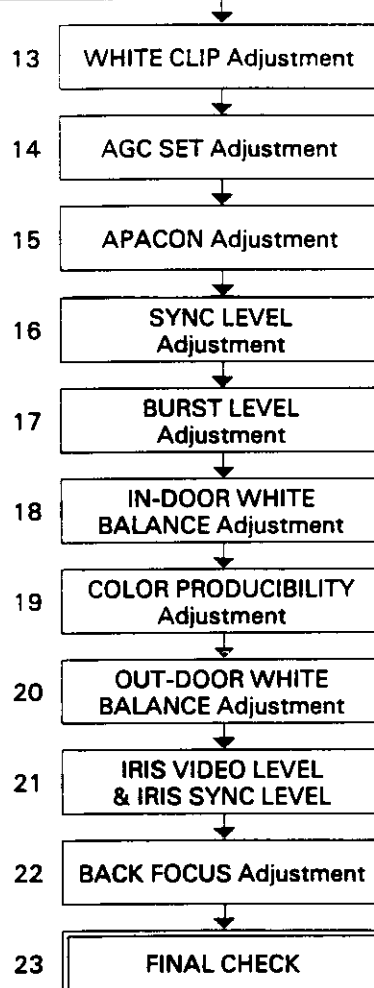 13 WHITE CLIP Adjustment
14 AGC SET Adjustment
15 APACON Adjustment
16 SYNC LEVEL
Adjustment
17 BURST LEVEL
Adjustment
18 IN-DOOR WHITE
BALANCE Adjustment
19 COLOR PRODUCIBILITY
Adjustment
20 OUT-DOOR WHITE
BALANCE Adjustment
21 IRIS VIDEO LEVEL
& IRIS SYNC LEVEL
22 BACK FOCUS Adjustment
23 FINAL CHECK